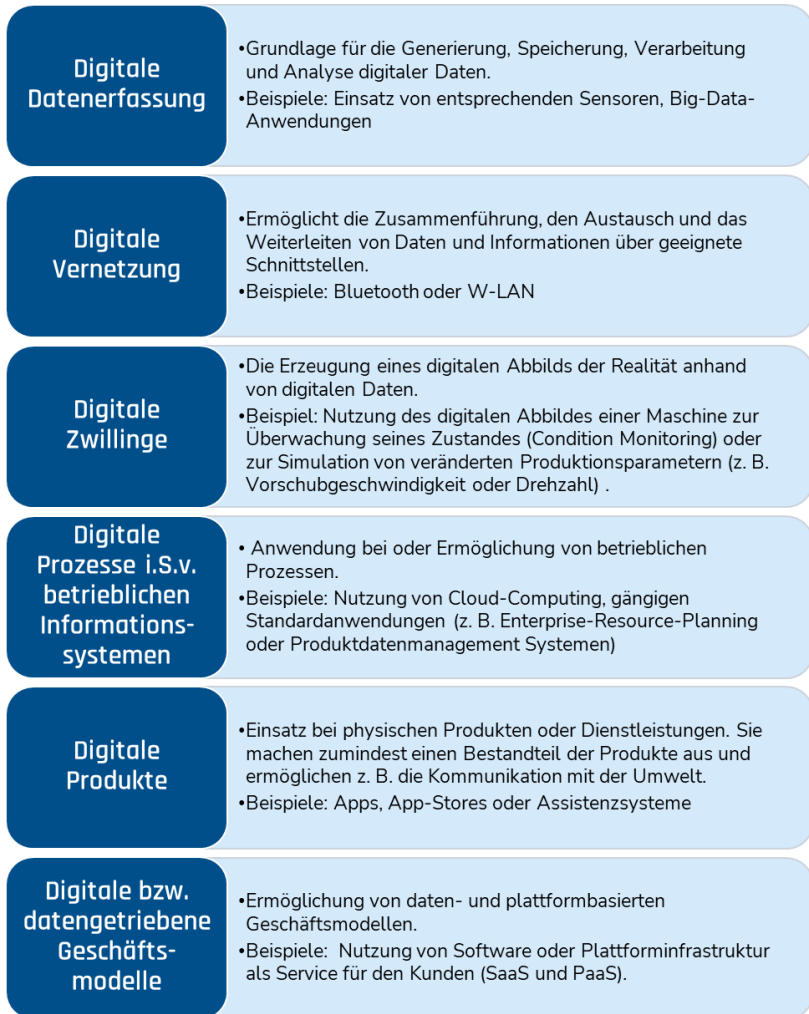 Digitale
Datenerfassung
•Grundlage für die Generierung, Speicherung, Verarbeitung
und Analyse digitaler Daten.
•Beispiele: Einsatz von entsprechenden Sensoren, Big-Data-
Anwendungen
Digitale
Vernetzung
•Ermöglicht die Zusammenführung, den Austausch und das
Weiterleiten von Daten und Informationen über geeignete
Schnittstellen.
•Beispiele: Bluetooth oder W-LAN
Digitale
Zwillinge
•Die Erzeugung eines digitalen Abbilds der Realität anhand
von digitalen Daten.
•Beispiel: Nutzung des digitalen Abbildes einer Maschine zur
Überwachung seines Zustandes (Condition Monitoring) oder
zur Simulation von veränderten Produktionsparametern (z. B.
Vorschubgeschwindigkeit oder Drehzahl) .
Digitale
Prozesse i.S.v.
betrieblichen
Informations-
systemen
• Anwendung bei oder Ermöglichung von betrieblichen
Prozessen.
•Beispiele: Nutzung von Cloud-Computing, gängigen
Standardanwendungen (z. B. Enterprise-Resource-Planning
oder Produktdatenmanagement Systemen)
Digitale
Produkte
•Einsatz bei physischen Produkten oder Dienstleistungen. Sie
machen zumindest einen Bestandteil der Produkte aus und
ermöglichen z. B. die Kommunikation mit der Umwelt.
•Beispiele: Apps, App-Stores oder Assistenzsysteme
Digitale bzw.
datengetriebene
Geschäfts-
modelle
•Ermöglichung von daten- und plattformbasierten
Geschäftsmodellen.
•Beispiele: Nutzung von Software oder Plattforminfrastruktur
als Service für den Kunden (SaaS und PaaS).